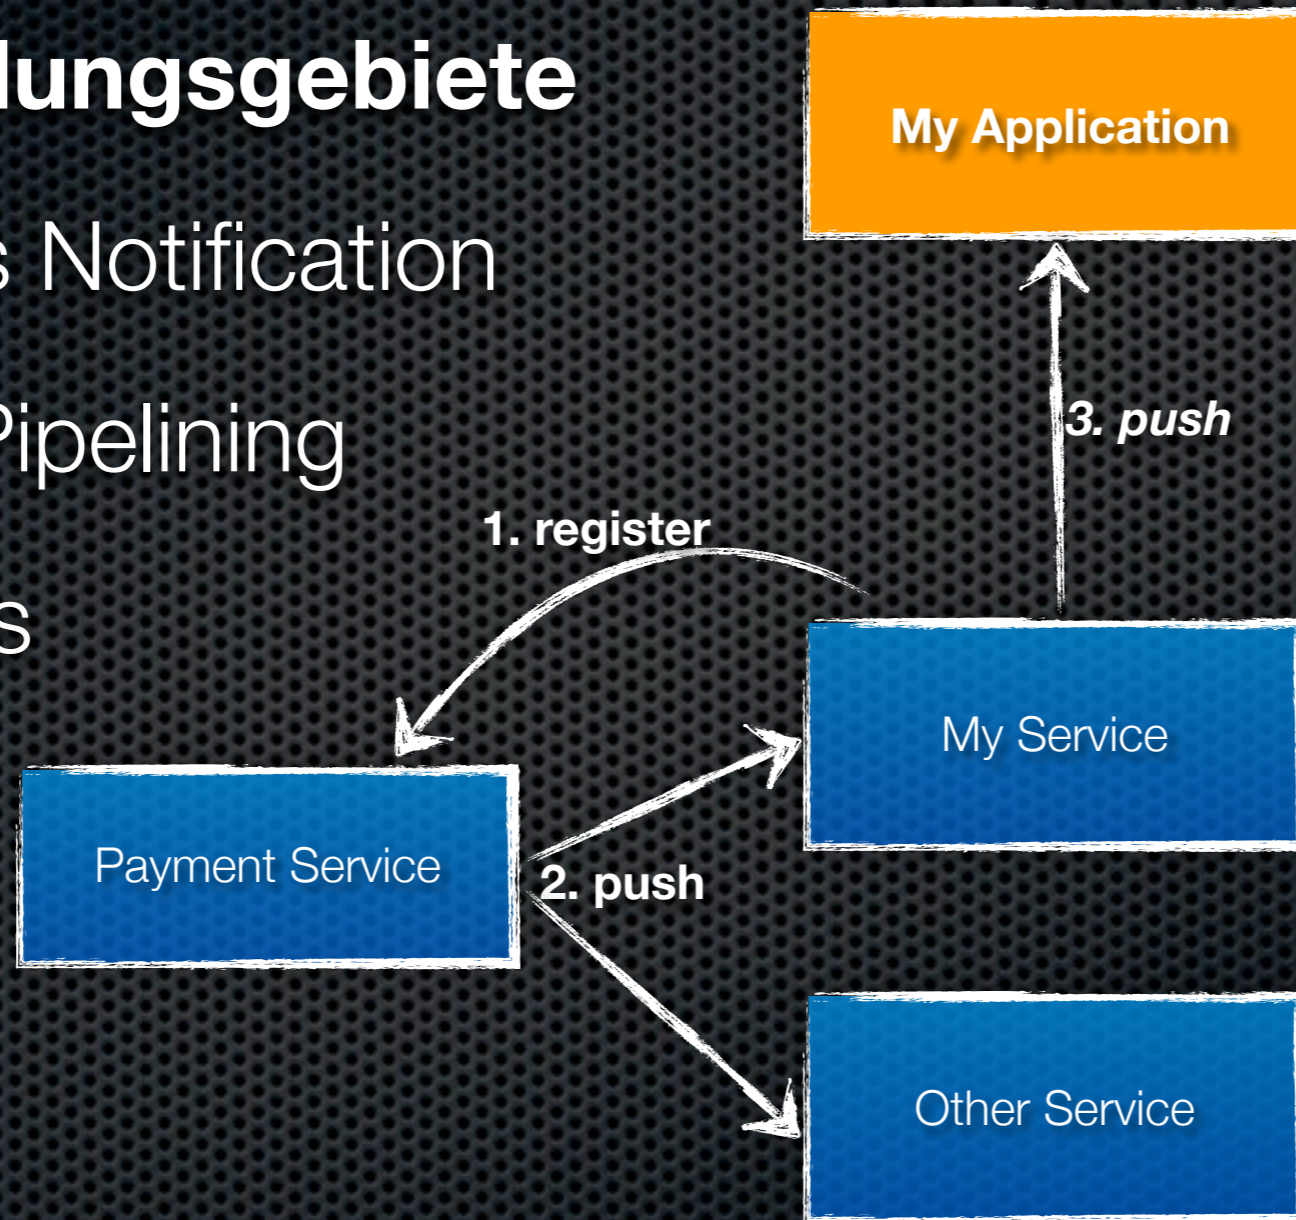 lungsgebiete
s Notification
Pipelining
s
My Application
3. push
1. register
My Service
Payment Service
2. push
Other Service